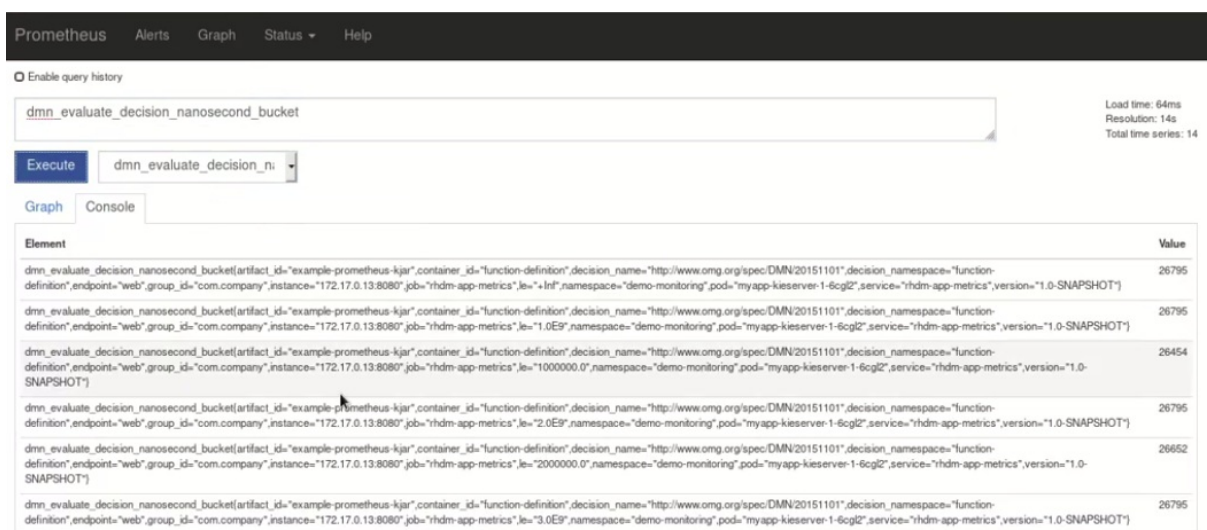 Prometheus Alerts Graph Status Help
Enable query history
dmn_evaluate_decision_nanosecond_bucket
Load time: 64ms
Resolution: 14s
Total time series: 14
Execute dmn_evaluate_decision_na
Graph Console
Element Value
dmn_evaluate_decision_nanosecond_bucket{artifact_id="example-prometheus-kjar",container_id="function-definition",decision_name="http://www.omg.org/spec/DMN/20151101",decision_namespace="function- 26795
definition",endpoint="web",group_id="com.company",instance="172.17.0.13:8080",job="rhdm-app-metrics",le="+Inf",namespace="demo-monitoring",pod="myapp-kieserver-1-6cgl2",service="rhdm-app-metrics",version="1.0-SNAPSHOT"}
dmn_evaluate_decision_nanosecond_bucket{artifact_id="example-prometheus-kjar",container_id="function-definition",decision_name="http://www.omg.org/spec/DMN/20151101",decision_namespace="function- 26795
definition",endpoint="web",group_id="com.company",instance="172.17.0.13:8080",job="rhdm-app-metrics",le="1.0E9",namespace="demo-monitoring",pod="myapp-kieserver-1-6cgl2",service="rhdm-app-metrics",version="1.0-SNAPSHOT"}
dmn_evaluate_decision_nanosecond_bucket{artifact_id="example-prometheus-kjar",container_id="function-definition",decision_name="http://www.omg.org/spec/DMN/20151101",decision_namespace="function- 26454
definition",endpoint="web",group_id="com.company",instance="172.17.0.13:8080",job="rhdm-app-metrics",le="1000000.0",namespace="demo-monitoring",pod="myapp-kieserver-1-6cgl2",service="rhdm-app-metrics",version="1.0-
SNAPSHOT"}
dmn_evaluate_decision_nanosecond_bucket{artifact_id="example-prometheus-kjar",container_id="function-definition",decision_name="http://www.omg.org/spec/DMN/20151101",decision_namespace="function- 26795
definition",endpoint="web",group_id="com.company",instance="172.17.0.13:8080",job="rhdm-app-metrics",le="2.0E9",namespace="demo-monitoring",pod="myapp-kieserver-1-6cgl2",service="rhdm-app-metrics",version="1.0-SNAPSHOT"}
dmn_evaluate_decision_nanosecond_bucket{artifact_id="example-prometheus-kjar",container_id="function-definition",decision_name="http://www.omg.org/spec/DMN/20151101",decision_namespace="function- 26652
definition",endpoint="web",group_id="com.company",instance="172.17.0.13:8080",job="rhdm-app-metrics",le="2000000.0",namespace="demo-monitoring",pod="myapp-kieserver-1-6cgl2",service="rhdm-app-metrics",version="1.0-
SNAPSHOT"}
dmn_evaluate_decision_nanosecond_bucket{artifact_id="example-prometheus-kjar",container_id="function-definition",decision_name="http://www.omg.org/spec/DMN/20151101",decision_namespace="function- 26795
definition",endpoint="web",group_id="com.company",instance="172.17.0.13:8080",job="rhdm-app-metrics",le="3.0E9",namespace="demo-monitoring",pod="myapp-kieserver-1-6cgl2",service="rhdm-app-metrics",version="1.0-SNAPSHOT"}